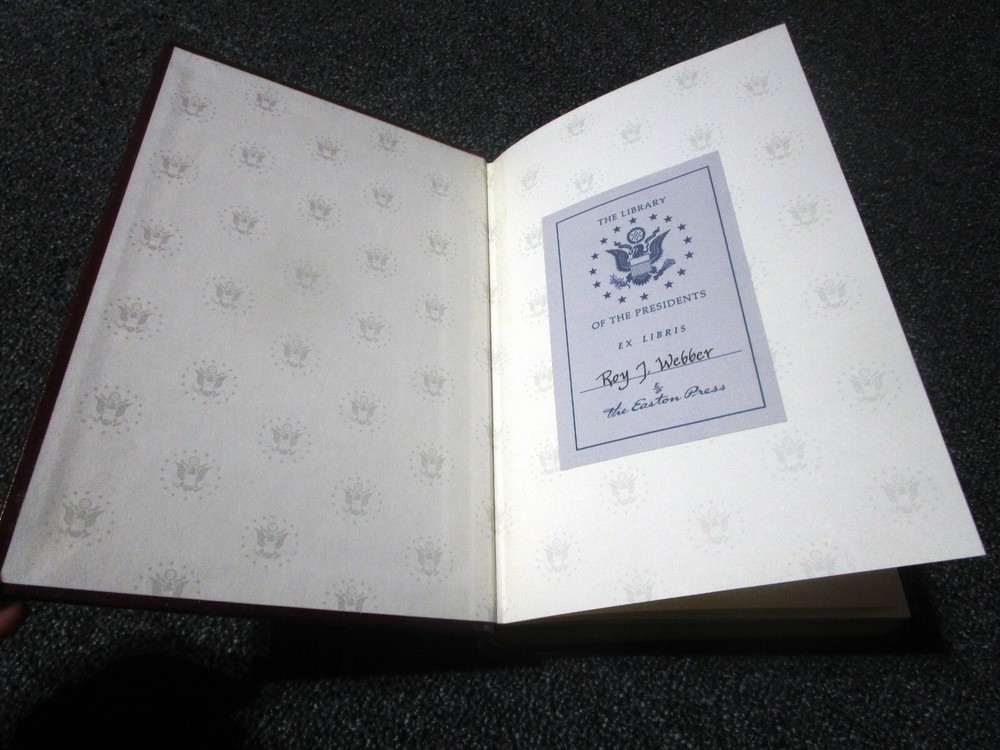 THE LIBRARY
OF THE PRESIDENTS
EX LIBRIS
Roy J. Webber
&
the Easton Press